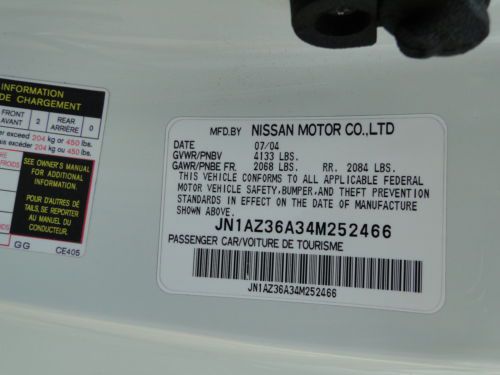 INFORMATION
DE CHARGEMENT
FRONT
AVANT
2
REAR
ARRIÈRE
0
er exceed 204 kg or 450 lbs.
ais excéder 204 kg ou 450 lbs.
SEE OWNER'S MANUAL
FOR ADDITIONAL
INFORMATION
POUR D'AUTRES DÉ
TAILS, SE REPORTER
AU MANUEL DU
CONDUCTEUR.
GG
CE405
MFD.BY NISSAN MOTOR CO.,LTD
DATE 07/04
GVWR/PNBV 4133 LBS.
GAWR/PNBE FR. 2068 LBS. RR. 2084 LBS.
THIS VEHICLE CONFORMS TO ALL APPLICABLE FEDERAL
MOTOR VEHICLE SAFETY,BUMPER,AND THEFT PREVENTION
STANDARDS IN EFFECT ON THE DATE OF MANUFACTURE
SHOWN ABOVE.
JN1AZ36A34M252466
PASSENGER CAR/VOITURE DE TOURISME
JN1AZ36A34M252466